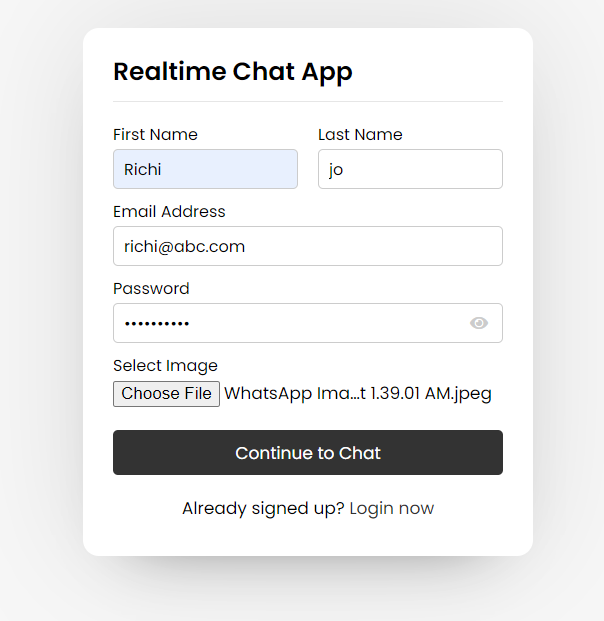 Realtime Chat App
First Name Last Name
Richi jo
Email Address
richi@abc.com
Password
••••••••••
Select Image
Choose File WhatsApp Ima...t 1.39.01 AM.jpeg
Continue to Chat
Already signed up? Login now